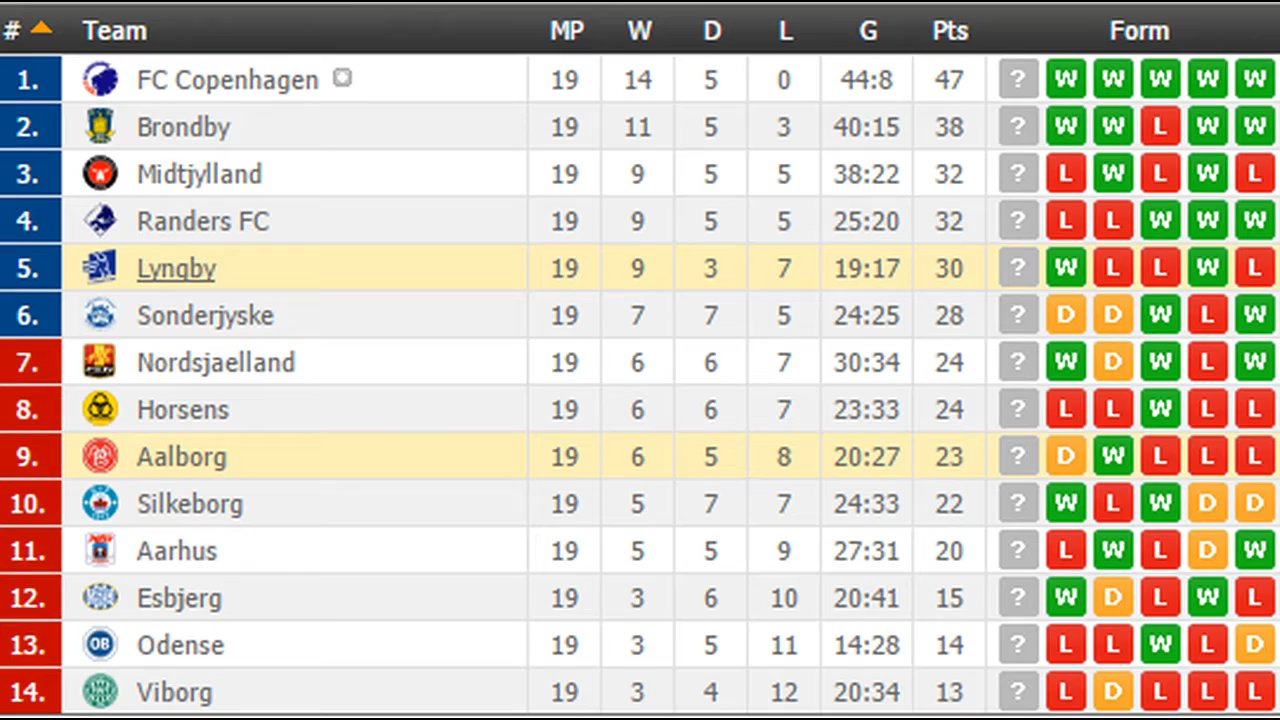 # Team MP W D L G Pts Form
1. FC Copenhagen 19 14 5 0 44:8 47 ? W W W W W
2. Brondby 19 11 5 3 40:15 38 ? W W L W W
3. Midtjylland 19 9 5 5 38:22 32 ? L W L W L
4. Randers FC 19 9 5 5 25:20 32 ? L L W W W
5. Lyngby 19 9 3 7 19:17 30 ? W L L W L
6. Sonderjyske 19 7 7 5 24:25 28 ? D D W L W
7. Nordsjaelland 19 6 6 7 30:34 24 ? W D W L W
8. Horsens 19 6 6 7 23:33 24 ? L L W L L
9. Aalborg 19 6 5 8 20:27 23 ? D W L L L
10. Silkeborg 19 5 7 7 24:33 22 ? W L W D D
11. Aarhus 19 5 5 9 27:31 20 ? L W L D W
12. Esbjerg 19 3 6 10 20:41 15 ? W D L W L
13. OB Odense 19 3 5 11 14:28 14 ? L L W L D
14. Viborg 19 3 4 12 20:34 13 ? L D L L L